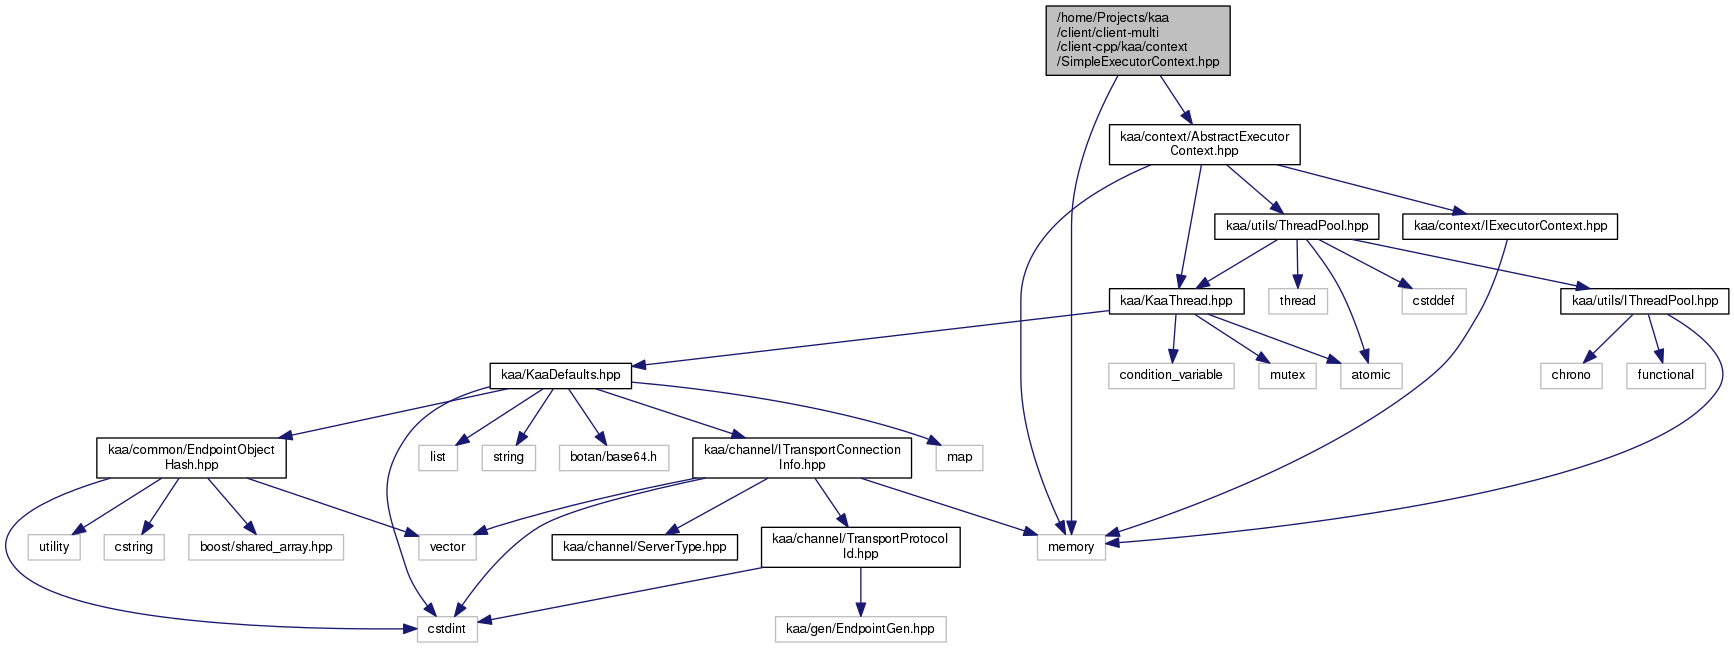 /home/Projects/kaa
/client/client-multi
/client-cpp/kaa/context
/SimpleExecutorContext.hpp
kaa/context/AbstractExecutor
Context.hpp
kaa/utils/ThreadPool.hpp
kaa/context/IExecutorContext.hpp
kaa/KaaThread.hpp
thread
cstddef
kaa/utils/IThreadPool.hpp
kaa/KaaDefaults.hpp
condition_variable
mutex
atomic
chrono
functional
kaa/common/EndpointObject
Hash.hpp
list
string
botan/base64.h
kaa/channel/ITransportConnection
Info.hpp
map
utility
cstring
boost/shared_array.hpp
vector
kaa/channel/ServerType.hpp
kaa/channel/TransportProtocol
Id.hpp
memory
cstdint
kaa/gen/EndpointGen.hpp